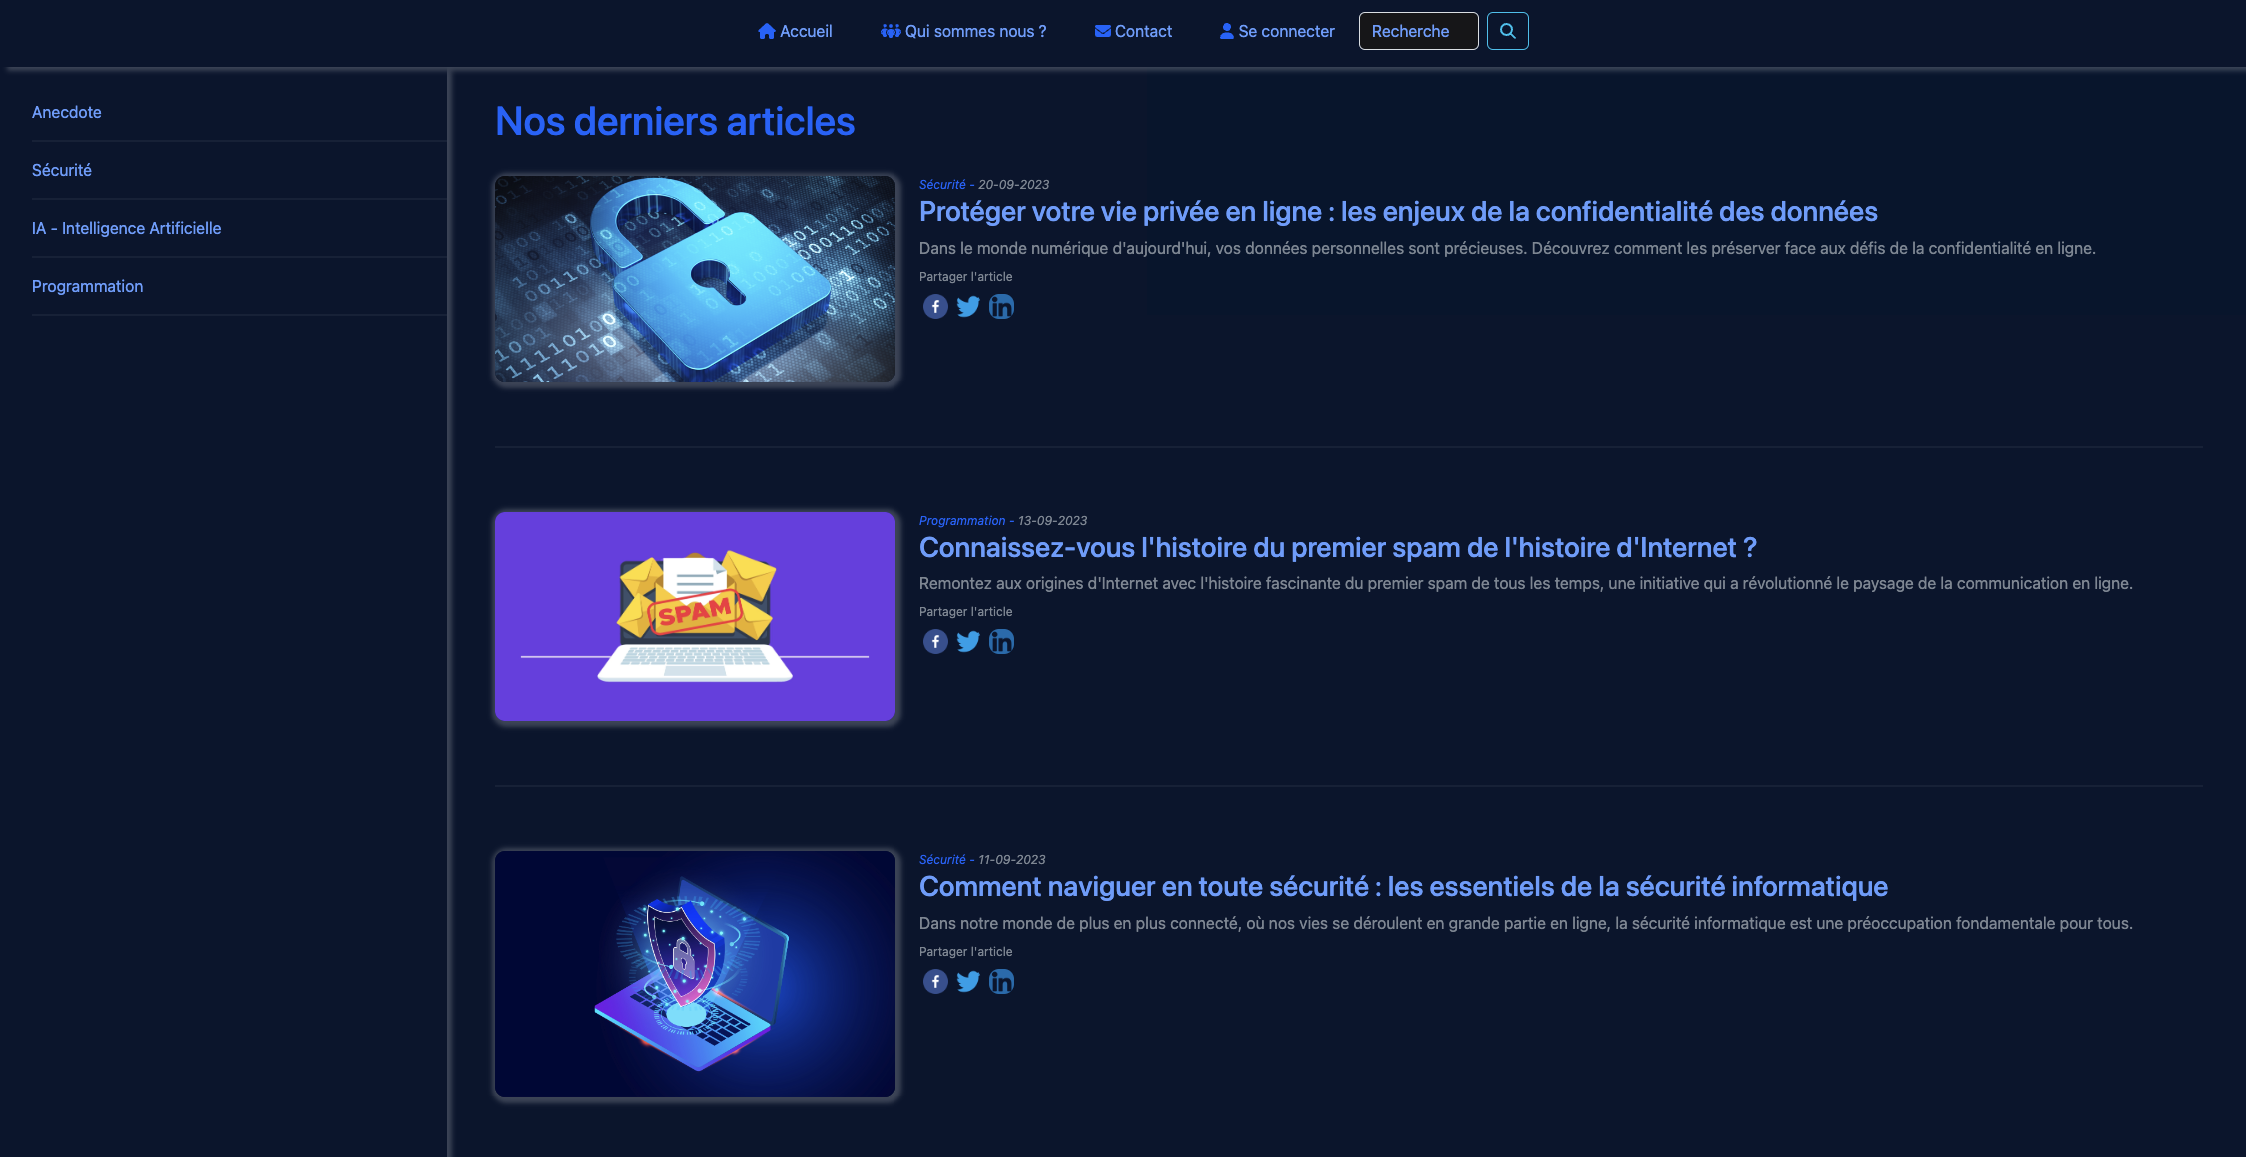 Accueil
Qui sommes nous ?
Contact
Se connecter
Recherche
Anecdote
Sécurité
IA - Intelligence Artificielle
Programmation
Nos derniers articles
Sécurité - 20-09-2023
Protéger votre vie privée en ligne : les enjeux de la confidentialité des données
Dans le monde numérique d'aujourd'hui, vos données personnelles sont précieuses. Découvrez comment les préserver face aux défis de la confidentialité en ligne.
Partager l'article
Programmation - 13-09-2023
Connaissez-vous l'histoire du premier spam de l'histoire d'Internet ?
Remontez aux origines d'Internet avec l'histoire fascinante du premier spam de tous les temps, une initiative qui a révolutionné le paysage de la communication en ligne.
Partager l'article
SPAM
Sécurité - 11-09-2023
Comment naviguer en toute sécurité : les essentiels de la sécurité informatique
Dans notre monde de plus en plus connecté, où nos vies se déroulent en grande partie en ligne, la sécurité informatique est une préoccupation fondamentale pour tous.
Partager l'article